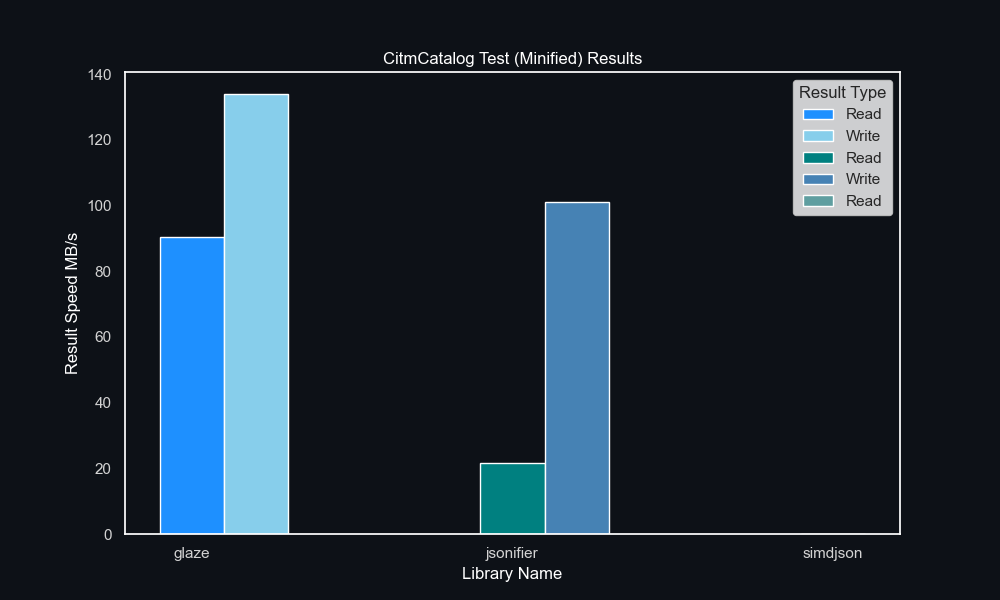 CitmCatalog Test (Minified) Results
140
120
100
80
60
40
20
0
Result Speed MB/s
Result Type
Read
Write
Read
Write
Read
glaze
jsonifier
simdjson
Library Name